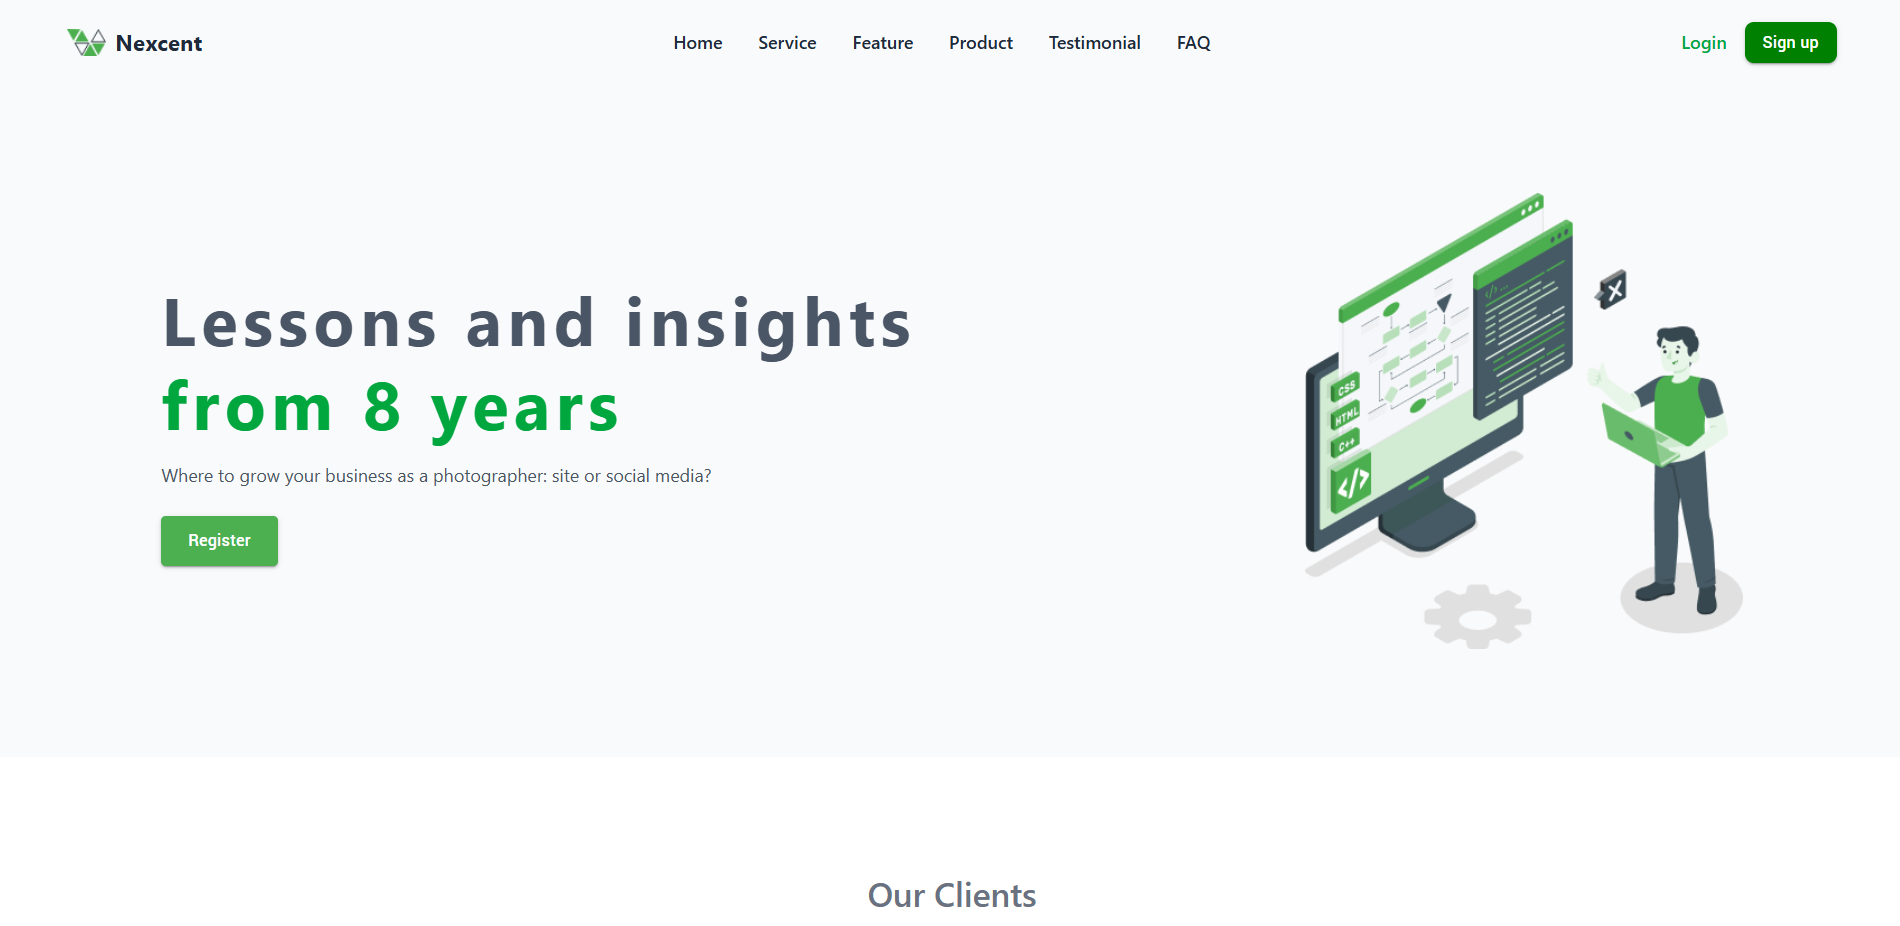 Nexcent
Home Service Feature Product Testimonial FAQ
Login Sign up
Lessons and insights
from 8 years
Where to grow your business as a photographer: site or social media?
Register
CSS
HTML
C++
</>
</>...
Our Clients